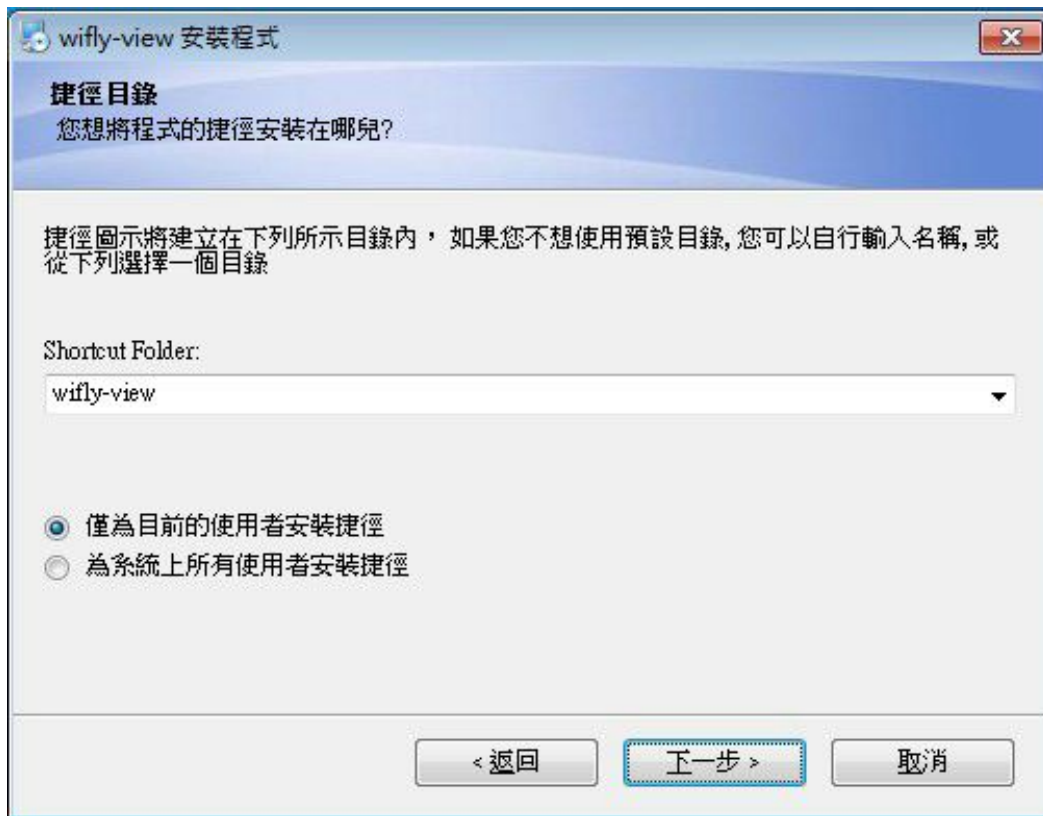 wifly-view 安裝程式
捷徑目錄
您想將程式的捷徑安裝在哪兒?
捷徑圖示將建立在下列所示目錄內， 如果您不想使用預設目錄, 您可以自行輸入名稱, 或
從下列選擇一個目錄
Shortcut Folder:
wifly-view
僅為目前的使用者安裝捷徑
為系統上所有使用者安裝捷徑
<返回 下一步> 取消